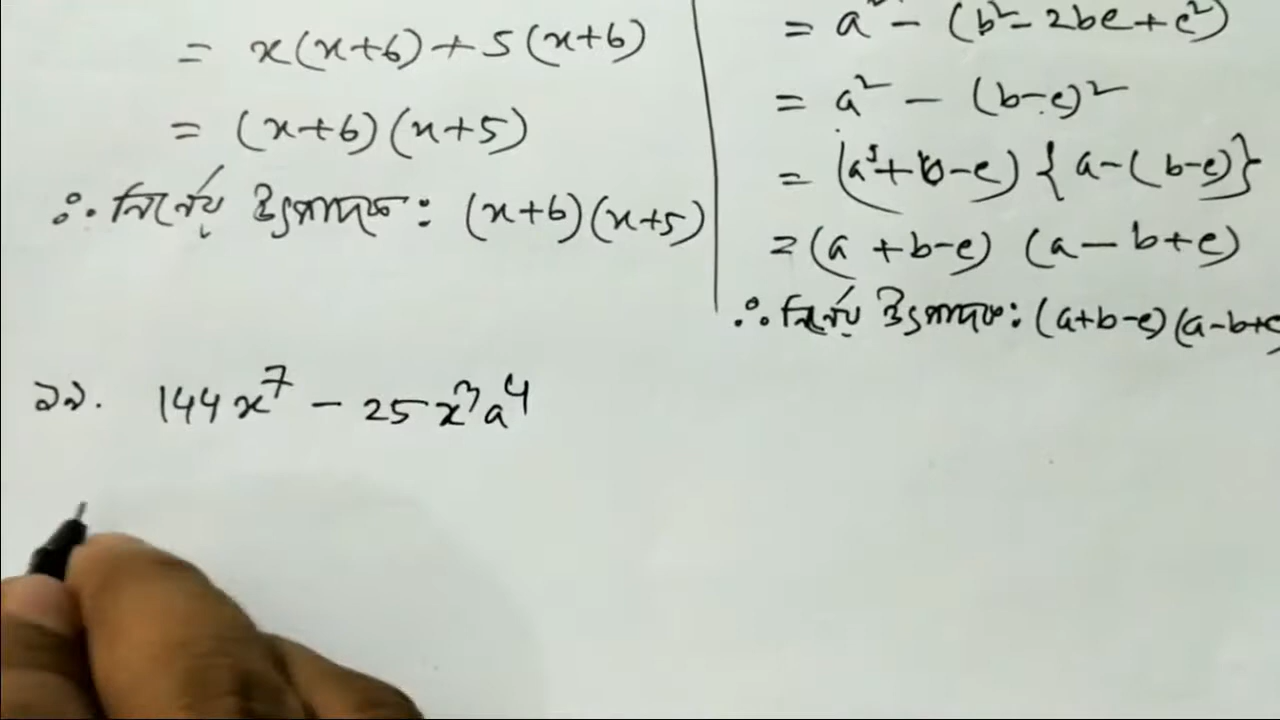 = x(x+6)+5(x+6)
= (x+6)(x+5)
∴ নির্ণেয় উৎপাদক: (x+6)(x+5)
= a² - (b²-2bc+c²)
= a² - (b-c)²
= (a+b-c){a-(b-c)}
= (a+b-c)(a-b+c)
∴ নির্ণেয় উৎপাদক: (a+b-c)(a-b+c
১১. 144x⁷ - 25x³a⁴